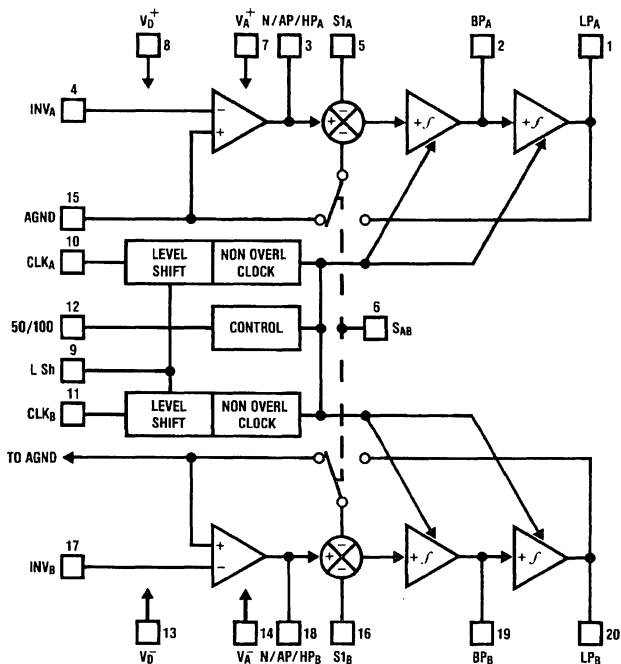 V_D^+ V_A^+ N/AP/HP_A S1_A BP_A LP_A
8 7 3 5 2 1
4
INV_A
− + + − − + ∫ + ∫
15
AGND
10
CLK_A LEVEL SHIFT NON OVERL CLOCK
12 6
50/100 CONTROL S_AB
9
L Sh
11
CLK_B LEVEL SHIFT NON OVERL CLOCK
TO AGND
17
INV_B
+ − + − − + ∫ + ∫
13 14 18 16 19 20
V_D^- V_A^- N/AP/HP_B S1_B BP_B LP_B